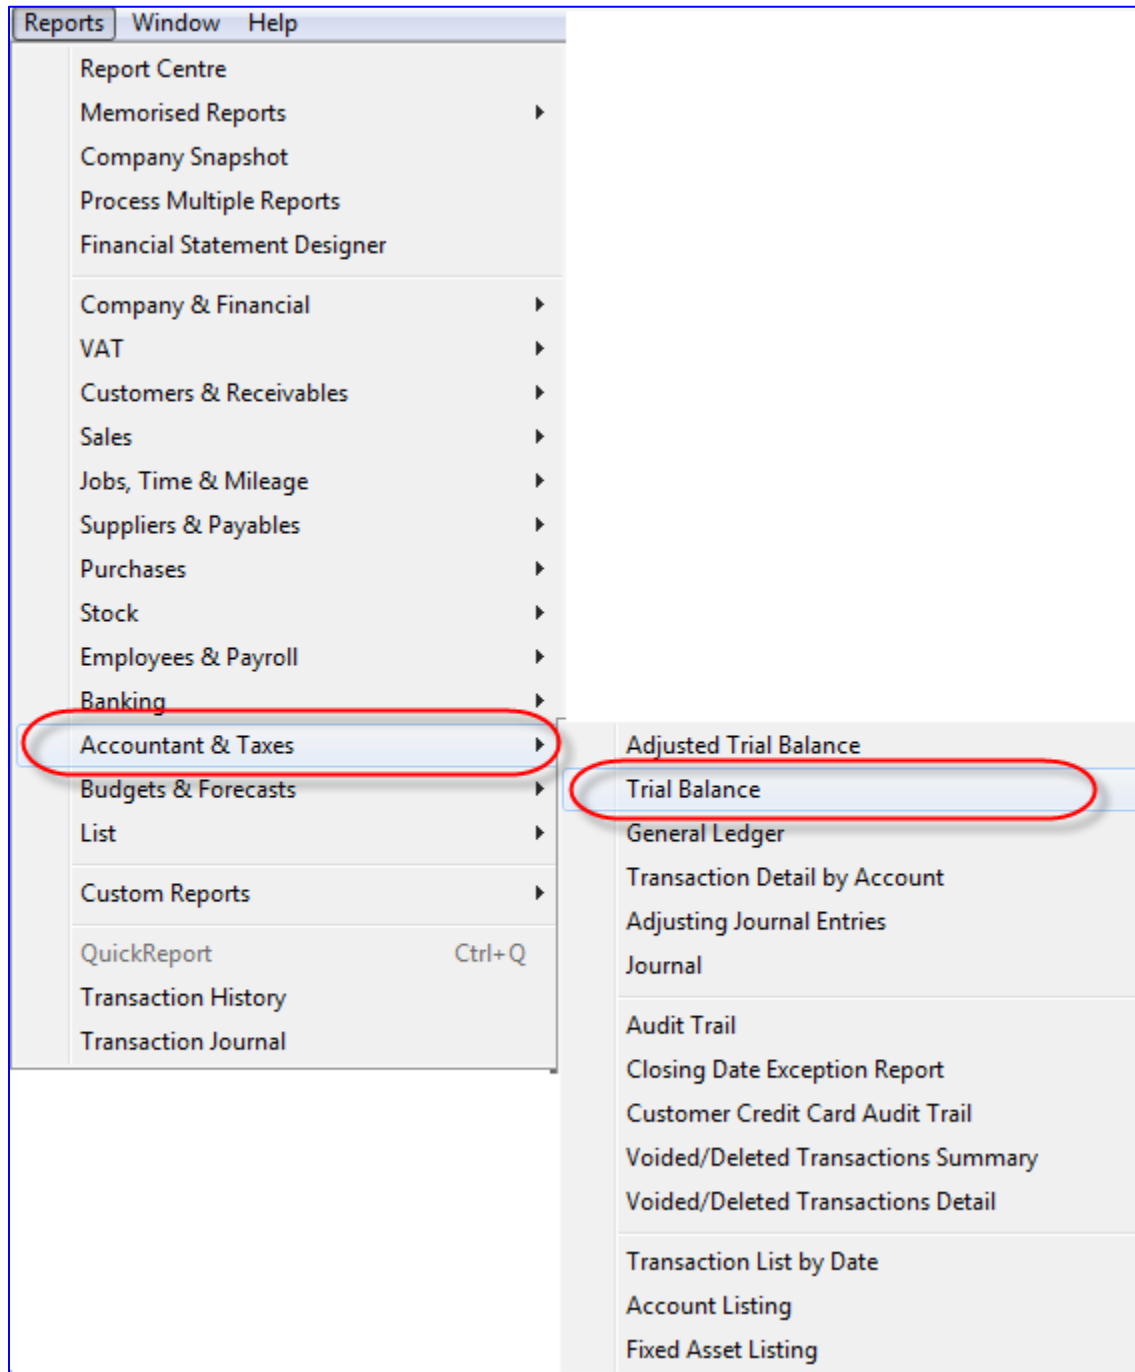 Reports Window Help
Report Centre
Memorised Reports
Company Snapshot
Process Multiple Reports
Financial Statement Designer
Company & Financial
VAT
Customers & Receivables
Sales
Jobs, Time & Mileage
Suppliers & Payables
Purchases
Stock
Employees & Payroll
Banking
Accountant & Taxes
Budgets & Forecasts
List
Custom Reports
QuickReport Ctrl+Q
Transaction History
Transaction Journal
Adjusted Trial Balance
Trial Balance
General Ledger
Transaction Detail by Account
Adjusting Journal Entries
Journal
Audit Trail
Closing Date Exception Report
Customer Credit Card Audit Trail
Voided/Deleted Transactions Summary
Voided/Deleted Transactions Detail
Transaction List by Date
Account Listing
Fixed Asset Listing